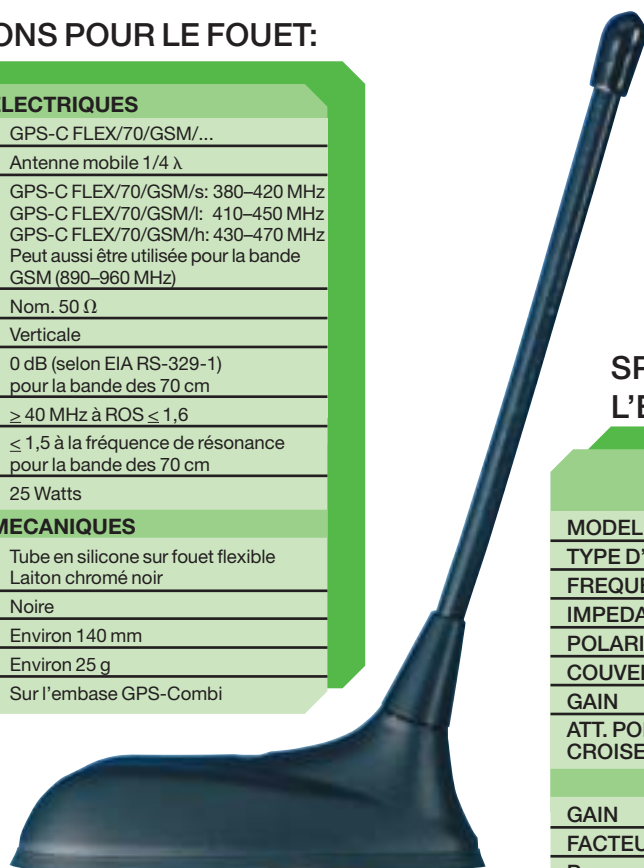 ONS POUR LE FOUET:
ELECTRIQUES
GPS-C FLEX/70/GSM/...
Antenne mobile 1/4 λ
GPS-C FLEX/70/GSM/s: 380–420 MHz
GPS-C FLEX/70/GSM/l: 410–450 MHz
GPS-C FLEX/70/GSM/h: 430–470 MHz
Peut aussi être utilisée pour la bande
GSM (890–960 MHz)
Nom. 50 Ω
Verticale
0 dB (selon EIA RS-329-1)
pour la bande des 70 cm
≥ 40 MHz à ROS ≤ 1,6
≤ 1,5 à la fréquence de résonance
pour la bande des 70 cm
25 Watts
MECANIQUES
Tube en silicone sur fouet flexible
Laiton chromé noir
Noire
Environ 140 mm
Environ 25 g
Sur l'embase GPS-Combi
SP
L'E
MODEL
TYPE D'
FREQUE
IMPEDA
POLARI
COUVE
GAIN
ATT. PO
CROISE
GAIN
FACTEU